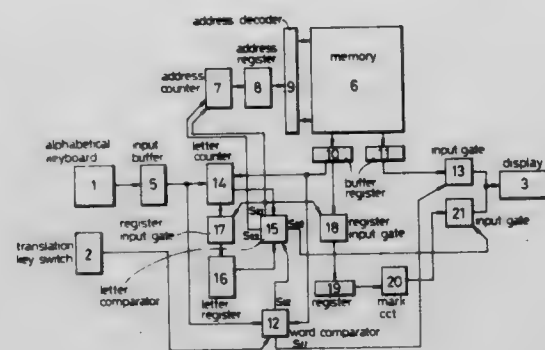 address decoder
address register
address counter
7
8
9
memory
6
alphabetical keyboard
1
input buffer
5
letter counter
14
10
11
buffer register
input gate
13
display
3
21
input gate
translation key switch
2
register input gate
17
15
18
register input gate
letter comparator
16
letter register
19
register
20
mark cct
12
word comparator